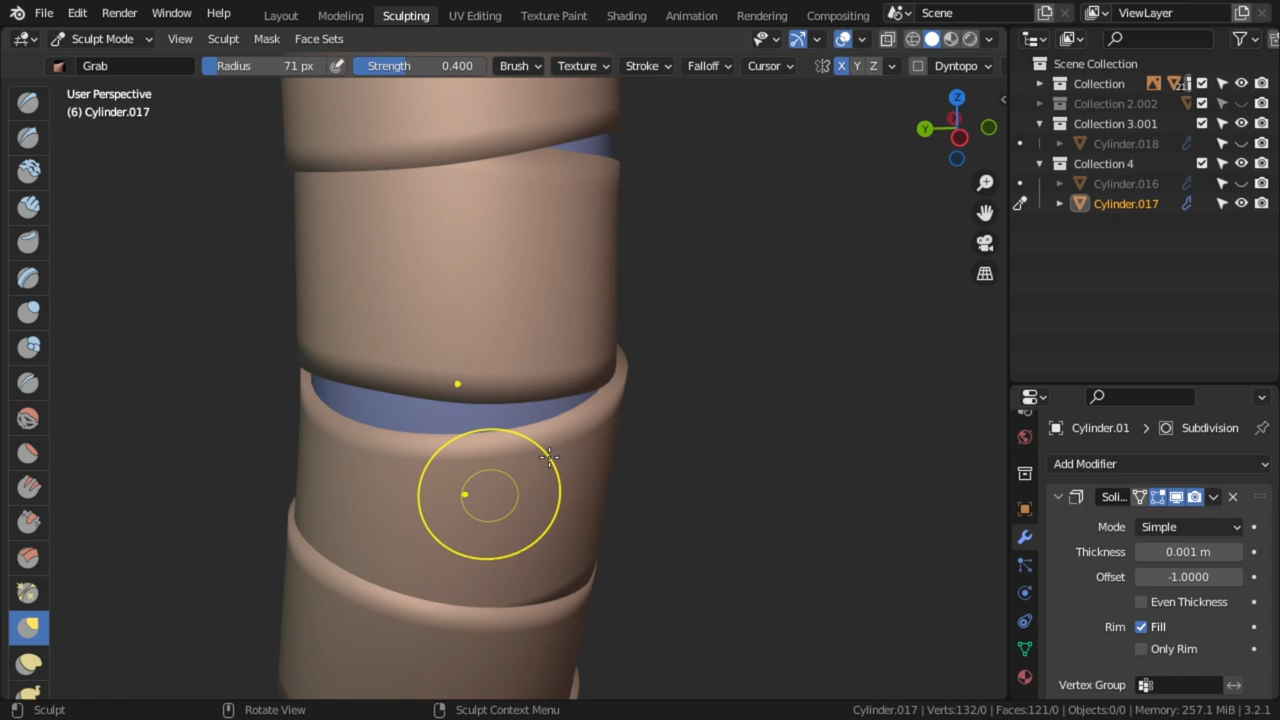 File Edit Render Window Help
Layout Modeling Sculpting UV Editing Texture Paint Shading Animation Rendering Compositing
Scene ViewLayer
Sculpt Mode View Sculpt Mask Face Sets
Grab Radius 71 px Strength 0.400 Brush Texture Stroke Falloff Cursor X Y Z Dyntopo
User Perspective
(6) Cylinder.017
Z
Y
Scene Collection
Collection 21
Collection 2.002
Collection 3.001
Cylinder.018
Collection 4
Cylinder.016
Cylinder.017
Cylinder.01 Subdivision
Add Modifier
Soli...
Mode Simple
Thickness 0.001 m
Offset -1.0000
Even Thickness
Rim Fill
Only Rim
Vertex Group
Sculpt Rotate View Sculpt Context Menu
Cylinder.017 | Verts:132/0 | Faces:121/0 | Objects:0/0 | Memory: 257.1 MiB | 3.2.1